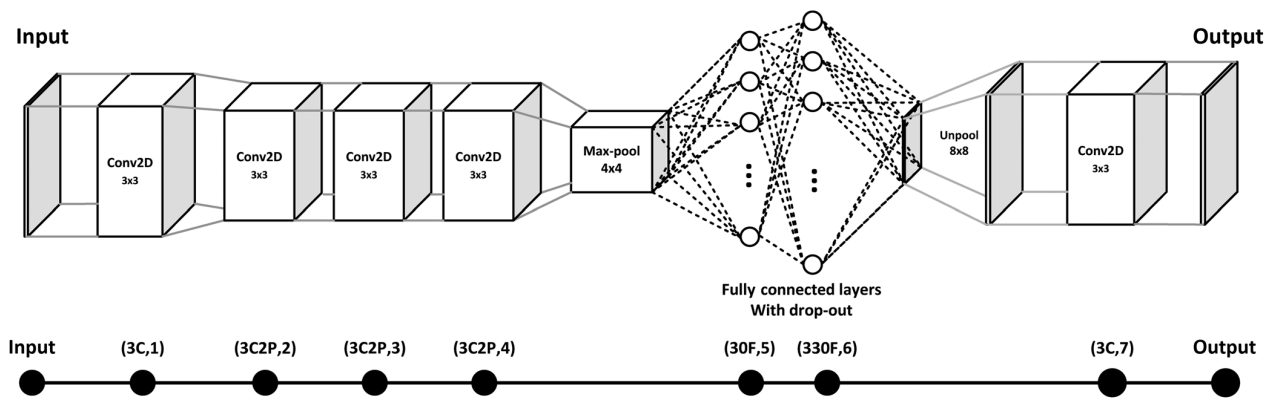 Input
Output
Conv2D
3x3
Conv2D
3x3
Conv2D
3x3
Conv2D
3x3
Max-pool
4x4
Unpool
8x8
Conv2D
3x3
Fully connected layers
With drop-out
Input
(3C,1)
(3C2P,2)
(3C2P,3)
(3C2P,4)
(30F,5)
(330F,6)
(3C,7)
Output